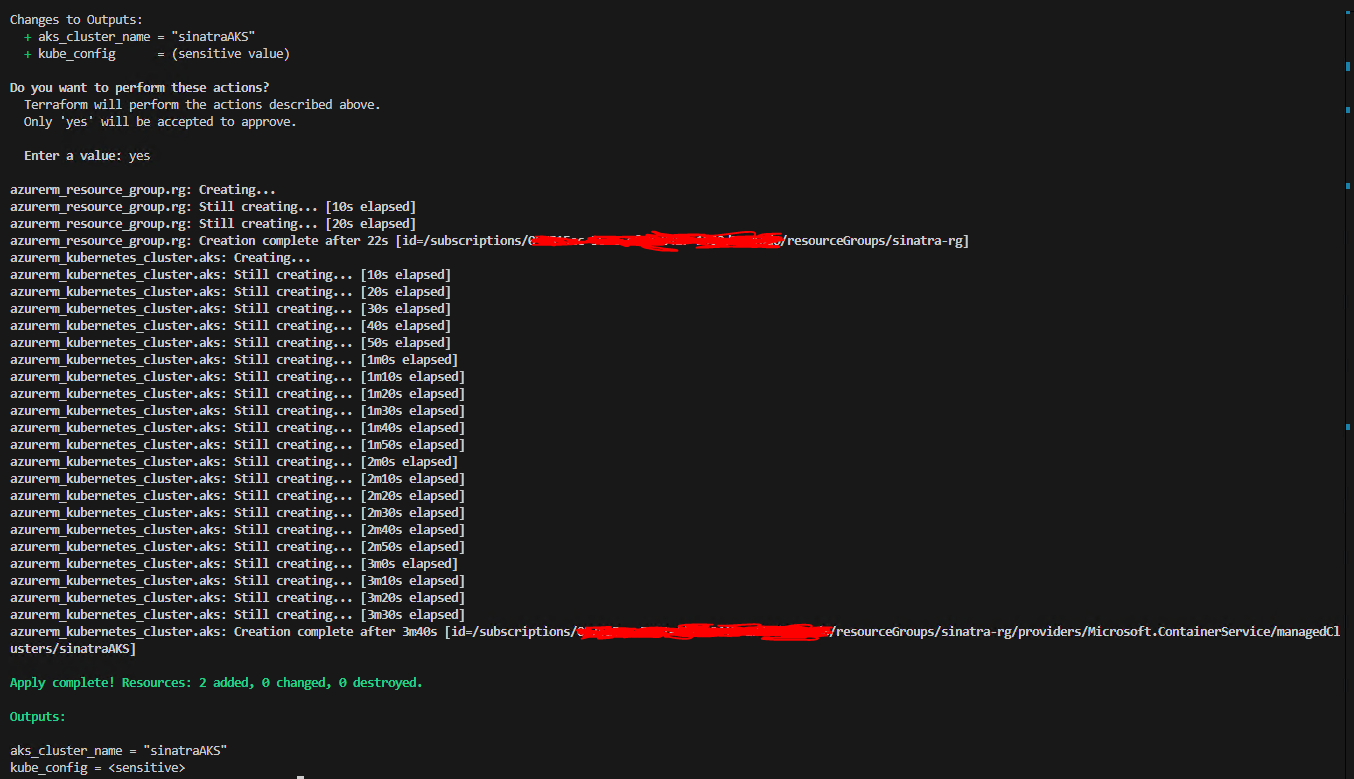 Changes to Outputs:
+ aks_cluster_name = "sinatraAKS"
+ kube_config      = (sensitive value)
Do you want to perform these actions?
Terraform will perform the actions described above.
Only 'yes' will be accepted to approve.
Enter a value: yes
azurerm_resource_group.rg: Creating...
azurerm_resource_group.rg: Still creating... [10s elapsed]
azurerm_resource_group.rg: Still creating... [20s elapsed]
azurerm_resource_group.rg: Creation complete after 22s [id=/subscriptions/ /resourceGroups/sinatra-rg]
azurerm_kubernetes_cluster.aks: Creating...
azurerm_kubernetes_cluster.aks: Still creating... [10s elapsed]
azurerm_kubernetes_cluster.aks: Still creating... [20s elapsed]
azurerm_kubernetes_cluster.aks: Still creating... [30s elapsed]
azurerm_kubernetes_cluster.aks: Still creating... [40s elapsed]
azurerm_kubernetes_cluster.aks: Still creating... [50s elapsed]
azurerm_kubernetes_cluster.aks: Still creating... [1m0s elapsed]
azurerm_kubernetes_cluster.aks: Still creating... [1m10s elapsed]
azurerm_kubernetes_cluster.aks: Still creating... [1m20s elapsed]
azurerm_kubernetes_cluster.aks: Still creating... [1m30s elapsed]
azurerm_kubernetes_cluster.aks: Still creating... [1m40s elapsed]
azurerm_kubernetes_cluster.aks: Still creating... [1m50s elapsed]
azurerm_kubernetes_cluster.aks: Still creating... [2m0s elapsed]
azurerm_kubernetes_cluster.aks: Still creating... [2m10s elapsed]
azurerm_kubernetes_cluster.aks: Still creating... [2m20s elapsed]
azurerm_kubernetes_cluster.aks: Still creating... [2m30s elapsed]
azurerm_kubernetes_cluster.aks: Still creating... [2m40s elapsed]
azurerm_kubernetes_cluster.aks: Still creating... [2m50s elapsed]
azurerm_kubernetes_cluster.aks: Still creating... [3m0s elapsed]
azurerm_kubernetes_cluster.aks: Still creating... [3m10s elapsed]
azurerm_kubernetes_cluster.aks: Still creating... [3m20s elapsed]
azurerm_kubernetes_cluster.aks: Still creating... [3m30s elapsed]
azurerm_kubernetes_cluster.aks: Creation complete after 3m40s [id=/subscriptions/ /resourceGroups/sinatra-rg/providers/Microsoft.ContainerService/managedCl
usters/sinatraAKS]
Apply complete! Resources: 2 added, 0 changed, 0 destroyed.
Outputs:
aks_cluster_name = "sinatraAKS"
kube_config = <sensitive>